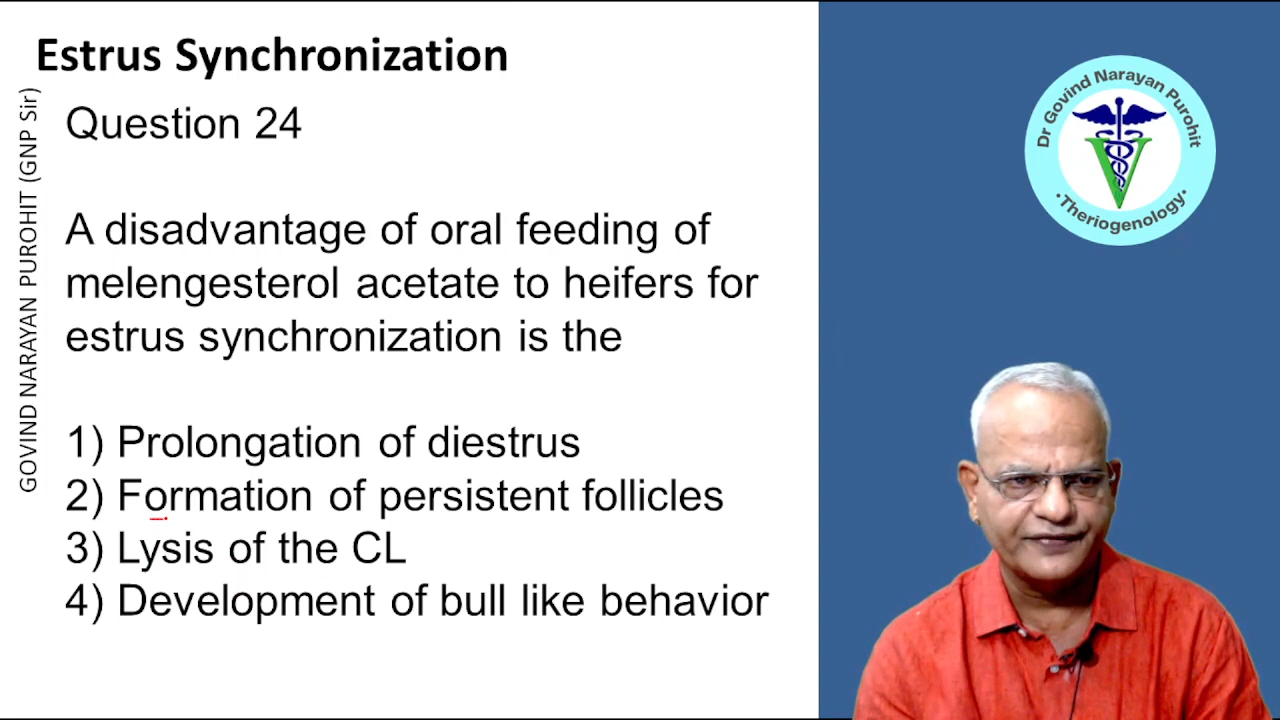 Estrus Synchronization
GOVIND NARAYAN PUROHIT (GNP Sir)
Question 24
A disadvantage of oral feeding of
melengesterol acetate to heifers for
estrus synchronization is the
1) Prolongation of diestrus
2) Formation of persistent follicles
3) Lysis of the CL
4) Development of bull like behavior
Dr Govind Narayan Purohit
V
·Theriogenology·